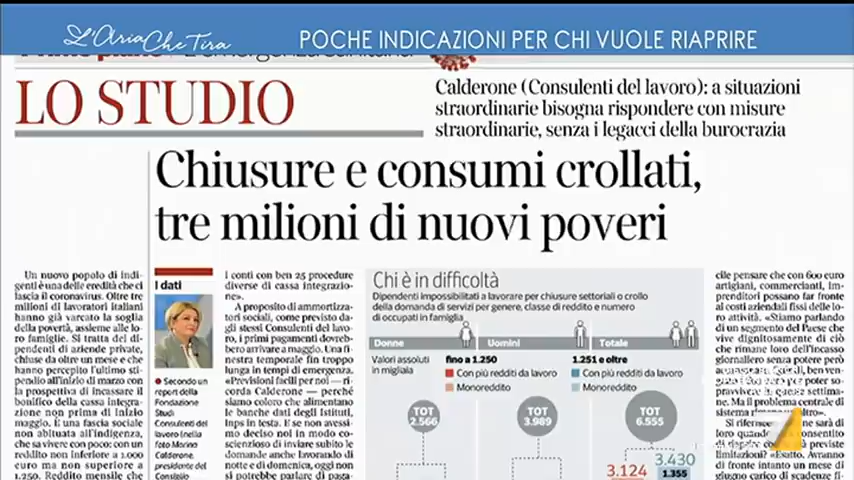 L'Aria Che Tira
POCHE INDICAZIONI PER CHI VUOLE RIAPRIRE
LO STUDIO
Calderone (Consulenti del lavoro): a situazioni
straordinarie bisogna rispondere con misure
straordinarie, senza i legacci della burocrazia
Chiusure e consumi crollati,
tre milioni di nuovi poveri
Un nuovo popolo di indi-
genti è una delle eredità che ci
lascia il coronavirus. Oltre tre
milioni di lavoratori italiani
hanno già varcato la soglia
della povertà, assieme alle lo-
ro famiglie. Si tratta dei di-
pendenti di aziende private,
chiuse da oltre un mese e che
hanno percepito l'ultimo sti-
pendio all'inizio di marzo con
la prospettiva di incassare il
bonifico della cassa integra-
zione non prima di inizio
maggio. È una fascia sociale
non abituata all'indigenza,
che sa vivere con poco: con un
reddito non inferiore a 1.000
euro ma non superiore a
1.250. Reddito mensile che
I dati
Secondo un
report della
Fondazione
Studi
Consulenti del
lavoro (nella
foto Marina
Calderone,
presidente del
Consiglio
i conti con ben 25 procedure
diverse di cassa integrazio-
ne».
A proposito di ammortizza-
tori sociali, come previsto da-
gli stessi Consulenti del lavo-
ro, i primi pagamenti dovreb-
bero arrivare a maggio. Una fi-
nestra temporale fin troppo
lunga in tempi di emergenza.
«Previsioni facili per noi — ri-
corda Calderone — perché
siamo coloro che alimentano
le banche dati degli Istituti,
Inps in testa. E se non avessi-
mo deciso noi in modo co-
scienzioso di inviare subito le
domande anche lavorando di
notte e di domenica, oggi non
si potrebbe parlare di paga-
Chi è in difficoltà
Dipendenti impossibilitati a lavorare per chiusure settoriali o crollo
della domanda di servizi per genere, classe di reddito e numero
di occupati in famiglia
Donne
Uomini
Totale
Valori assoluti
in migliaia
fino a 1.250
Con più redditi da lavoro
Monoreddito
1.251 e oltre
Con più redditi da lavoro
Monoreddito
TOT
2.566
TOT
3.989
TOT
6.555
3.124
3.430
1.355
cile pensare che con 600 euro
artigiani, commercianti, im-
prenditori possano far fronte
ai costi aziendali fissi delle lo-
ro attività. «Stiamo parlando
di un segmento del Paese che
vive dignitosamente di ciò
che rimane loro dell'incasso
giornaliero senza potere però